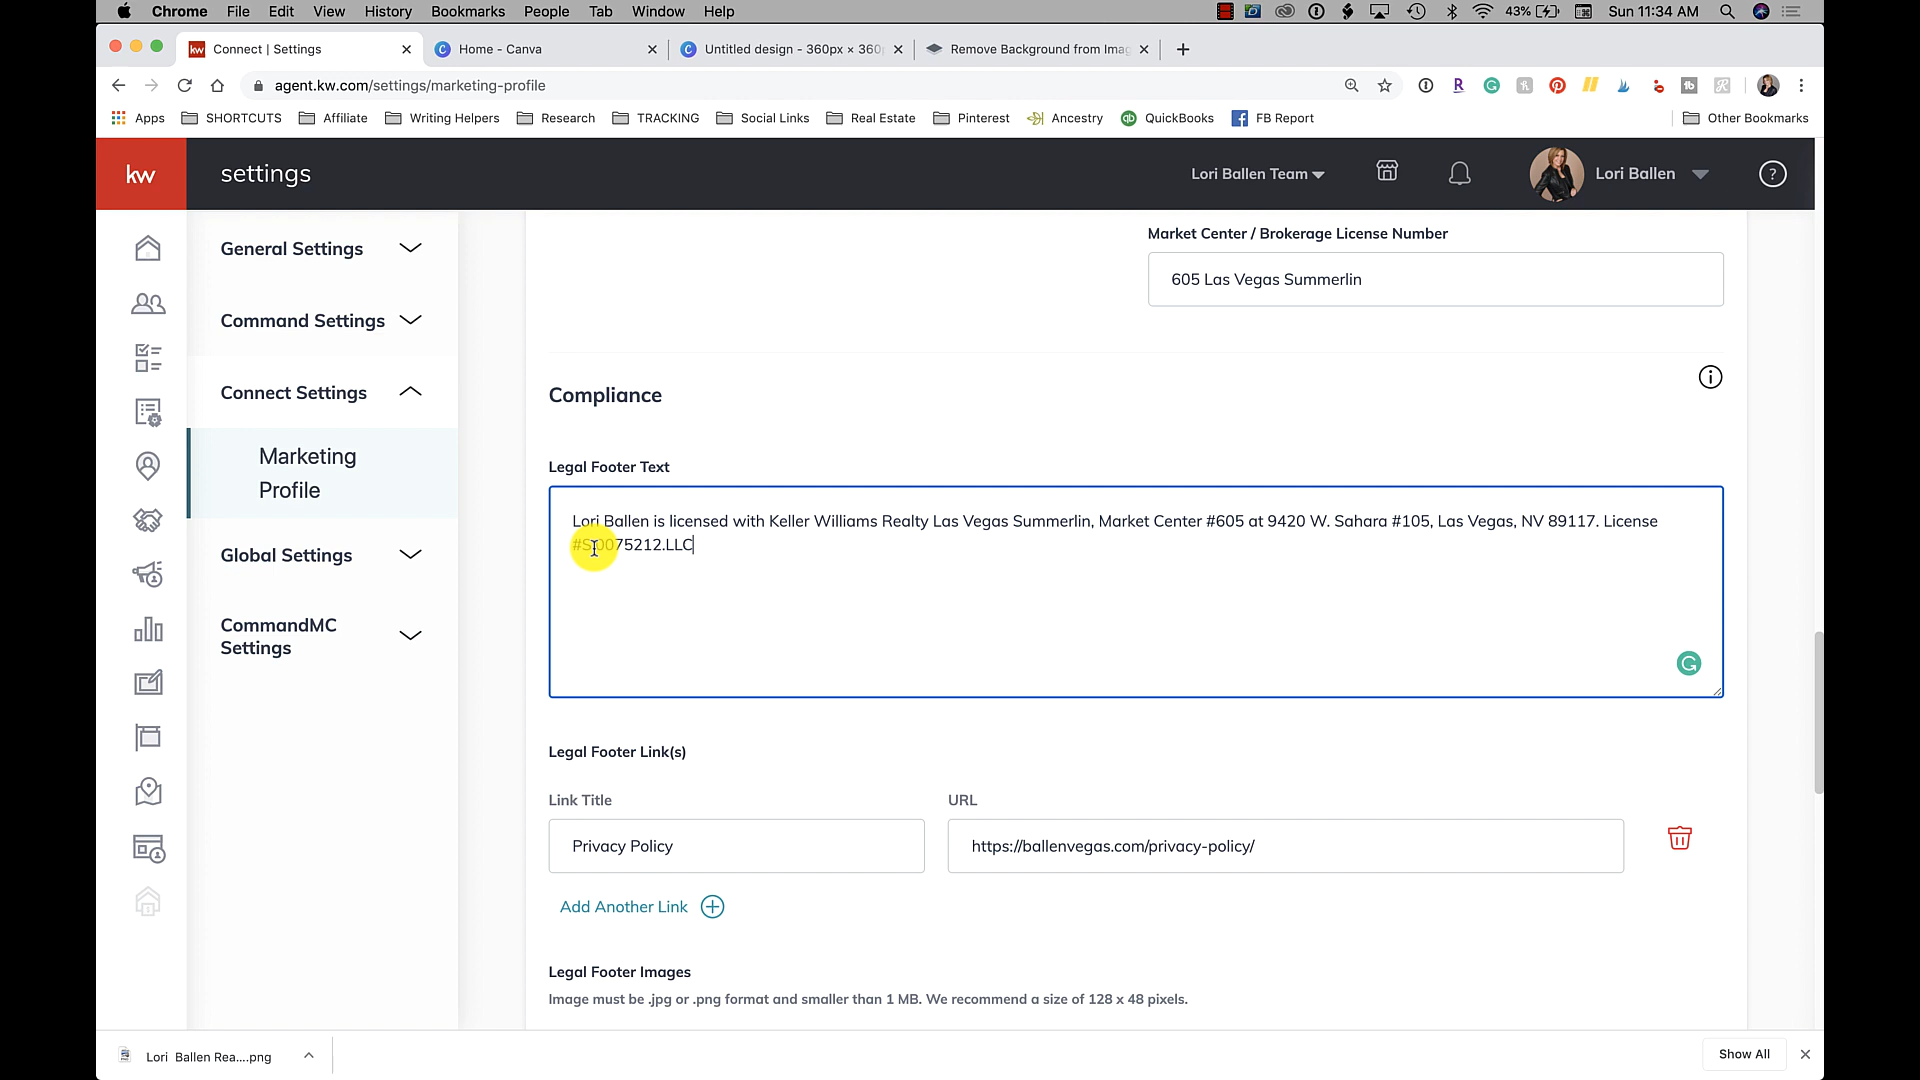 Chrome File Edit View History Bookmarks People Tab Window Help 43% Sun 11:34 AM
kw Connect | Settings Home - Canva Untitled design - 360px × 360 Remove Background from Imag
agent.kw.com/settings/marketing-profile
Apps SHORTCUTS Affiliate Writing Helpers Research TRACKING Social Links Real Estate Pinterest Ancestry QuickBooks FB Report Other Bookmarks
kw settings Lori Ballen Team Lori Ballen ?
General Settings
Command Settings
Connect Settings
Marketing
Profile
Global Settings
CommandMC
Settings
Market Center / Brokerage License Number
605 Las Vegas Summerlin
Compliance
Legal Footer Text
Lori Ballen is licensed with Keller Williams Realty Las Vegas Summerlin, Market Center #605 at 9420 W. Sahara #105, Las Vegas, NV 89117. License
0075212.LLC
Legal Footer Link(s)
Link Title URL
Privacy Policy https://ballenvegas.com/privacy-policy/
Add Another Link
Legal Footer Images
Image must be .jpg or .png format and smaller than 1 MB. We recommend a size of 128 x 48 pixels.
Lori Ballen Rea....png Show All